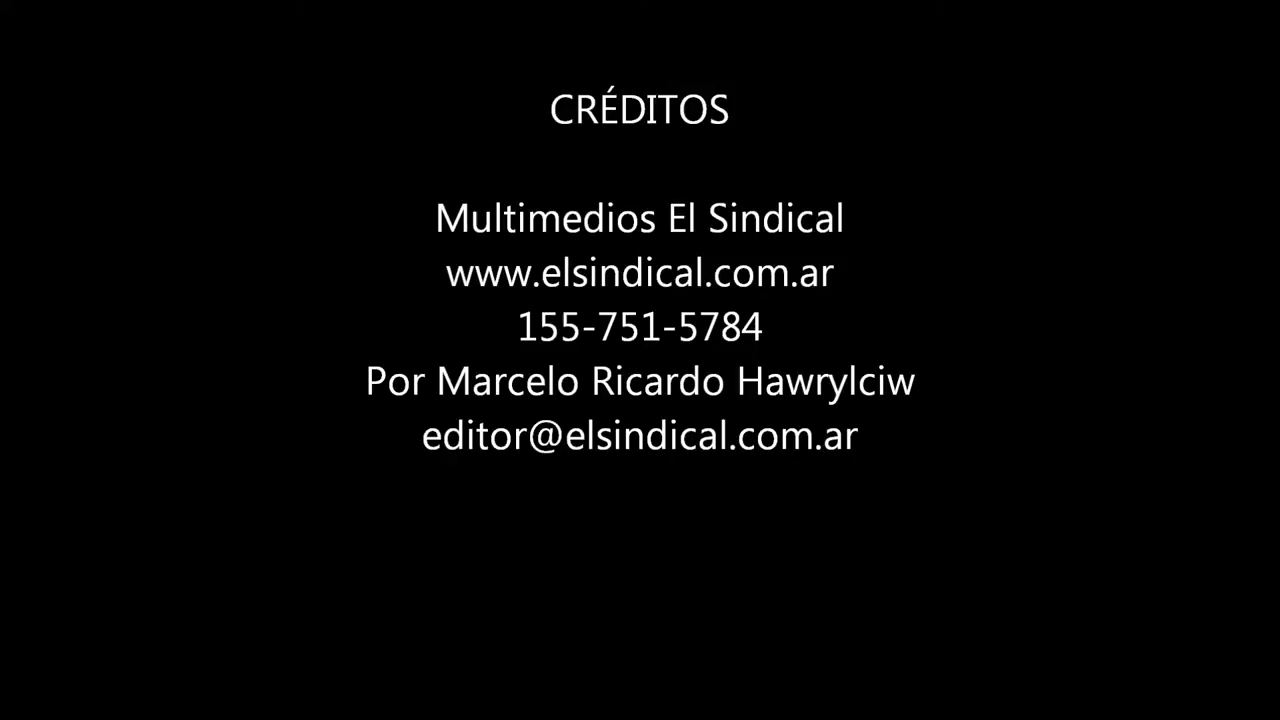 CRÉDITOS
Multimedios El Sindical
www.elsindical.com.ar
155-751-5784
Por Marcelo Ricardo Hawrylciw
editor@elsindical.com.ar